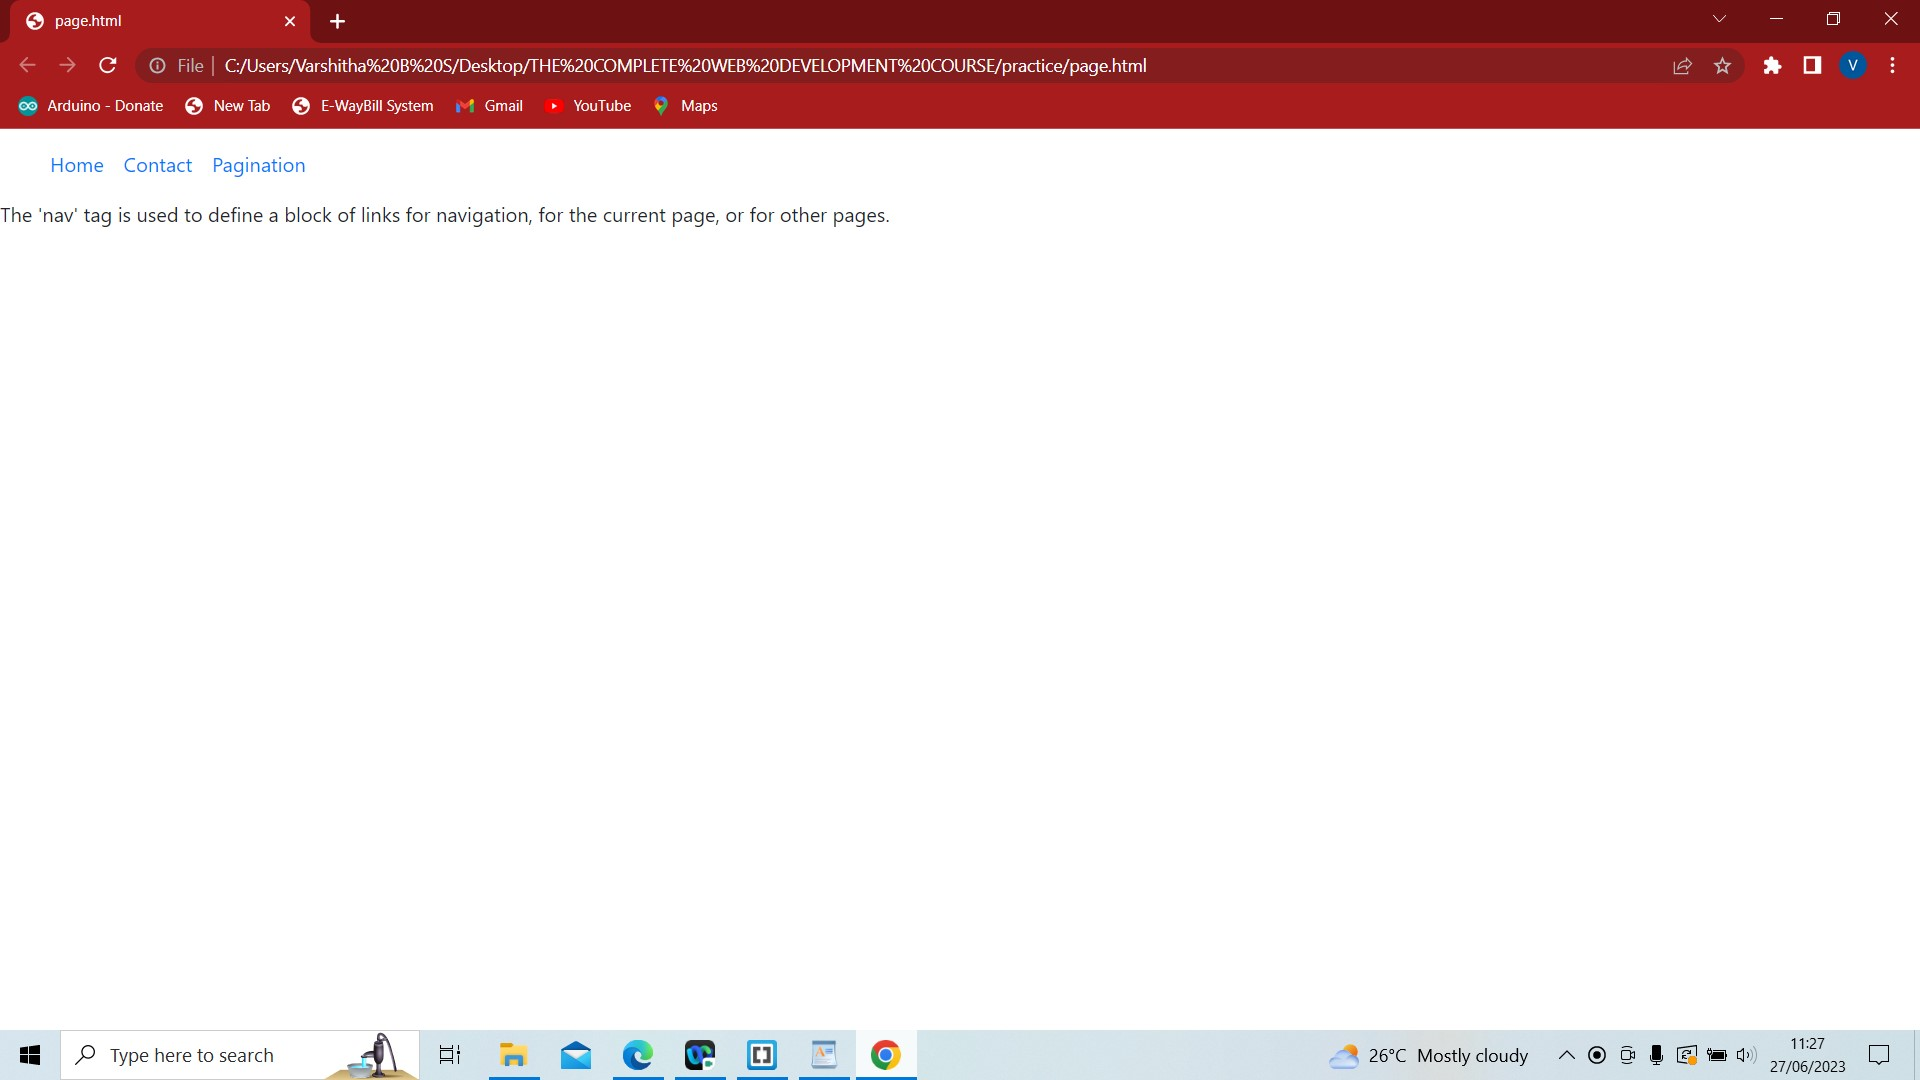 page.html
File | C:/Users/Varshitha%20B%20S/Desktop/THE%20COMPLETE%20WEB%20DEVELOPMENT%20COURSE/practice/page.html
V
Arduino - Donate New Tab E-WayBill System Gmail YouTube Maps
Home Contact Pagination
The 'nav' tag is used to define a block of links for navigation, for the current page, or for other pages.
Type here to search
26°C Mostly cloudy
11:27
27/06/2023